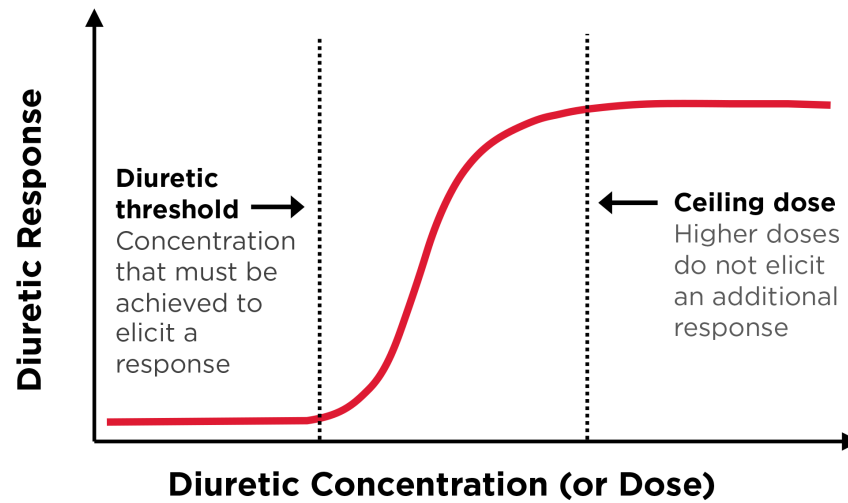 Diuretic Response
Diuretic
threshold
Concentration
that must be
achieved to
elicit a
response
Ceiling dose
Higher doses
do not elicit
an additional
response
Diuretic Concentration (or Dose)